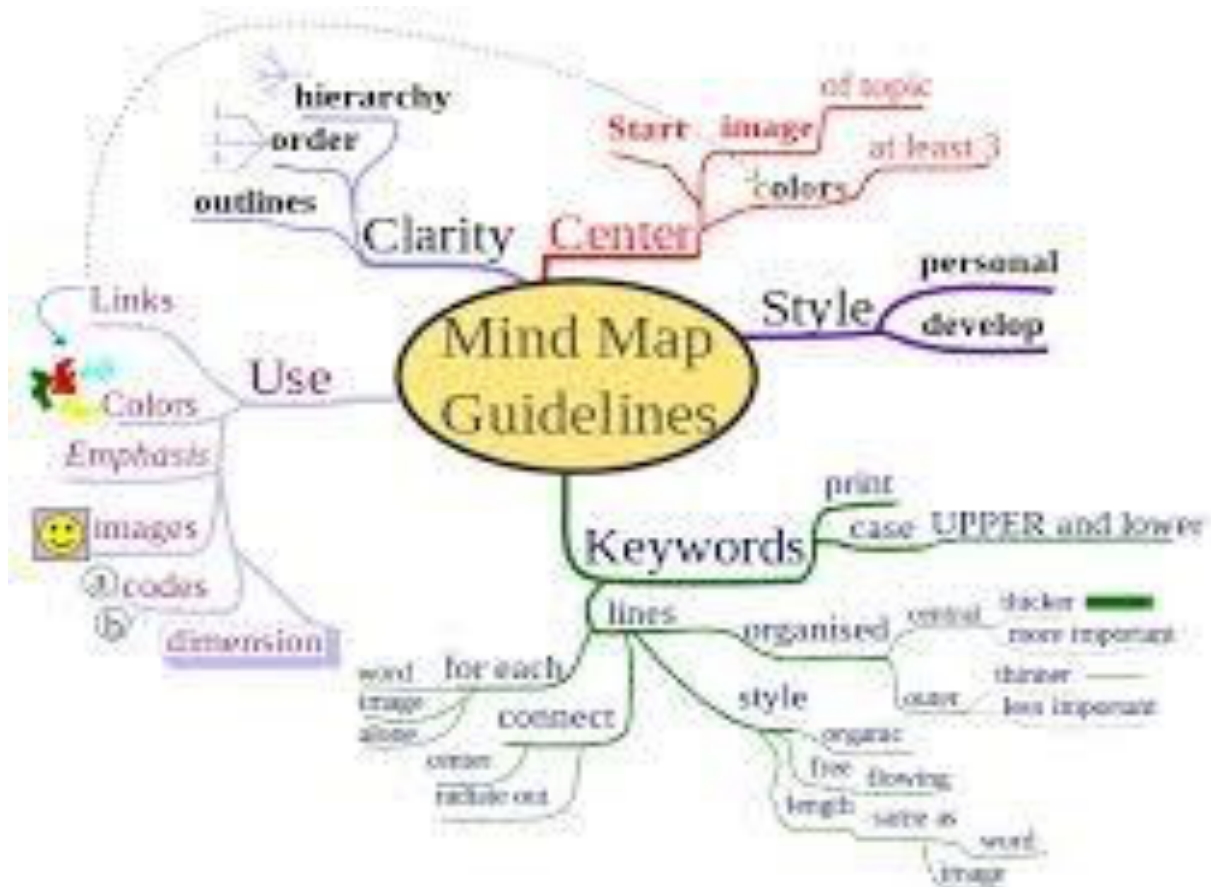 Mind Map
Guidelines
Center
Start
image
of topic
colors
at least 3
Style
personal
develop
Keywords
print
case
UPPER and lower
lines
organised
central
thicker
more important
outer
thinner
less important
style
organic
free
flowing
length
same as
word
image
connect
center
radiate out
for each
word
image
alone
Use
Links
Colors
Emphasis
images
a
b
codes
dimension
Clarity
hierarchy
order
outlines